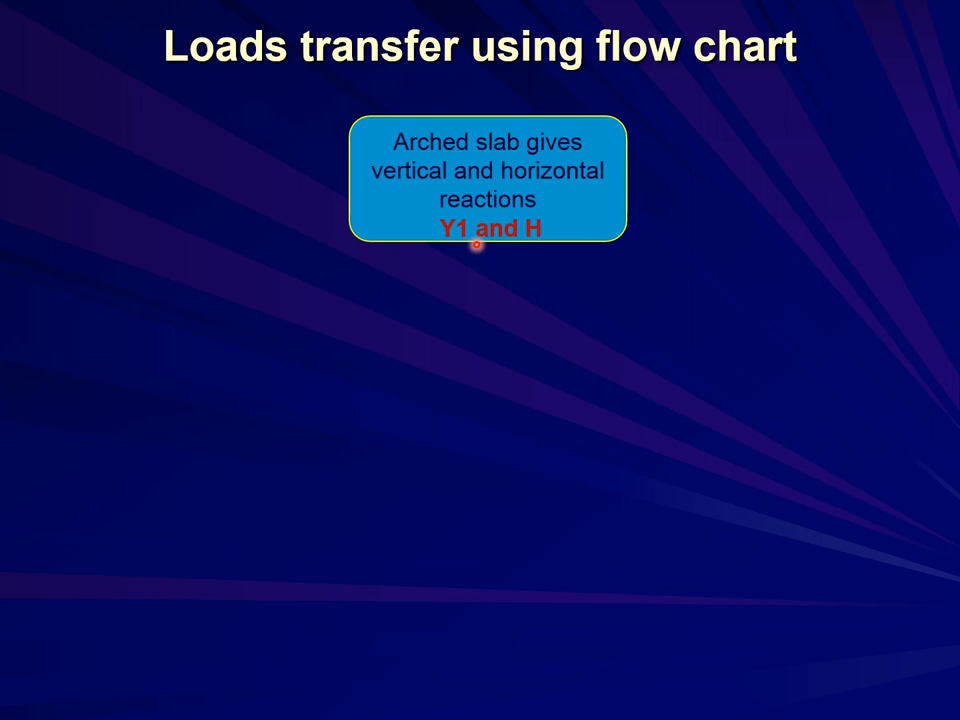 Loads transfer using flow chart
Arched slab gives
vertical and horizontal
reactions
Y1 and H